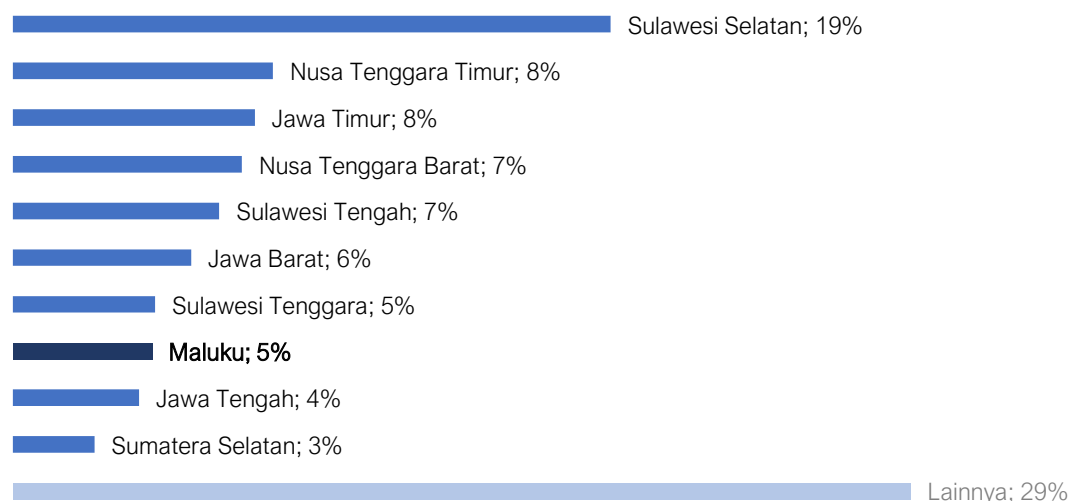 Sulawesi Selatan; 19%
Nusa Tenggara Timur; 8%
Jawa Timur; 8%
Nusa Tenggara Barat; 7%
Sulawesi Tengah; 7%
Jawa Barat; 6%
Sulawesi Tenggara; 5%
Maluku; 5%
Jawa Tengah; 4%
Sumatera Selatan; 3%
Lainnya; 29%